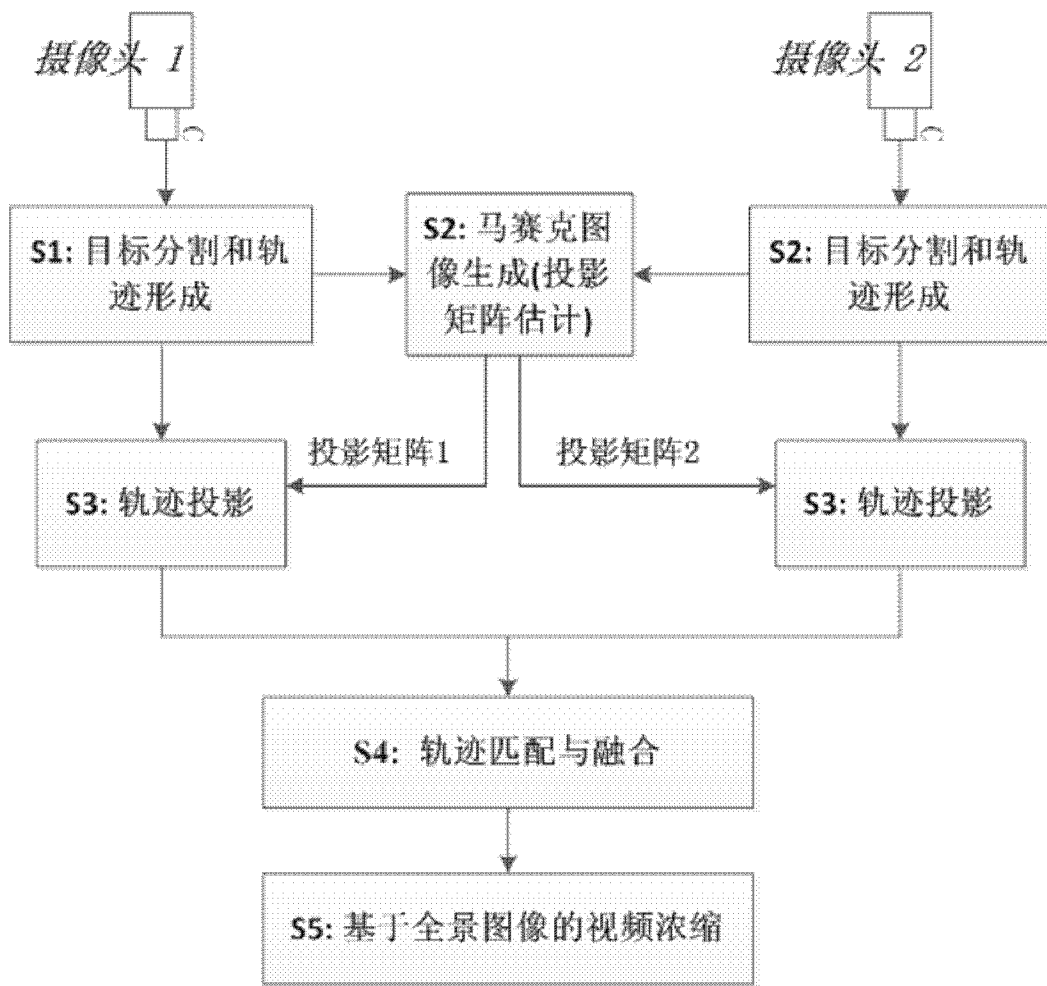 摄像头 1
摄像头 2
S1: 目标分割和轨
迹形成
S2: 马赛克图
像生成(投影
矩阵估计)
S2: 目标分割和轨
迹形成
投影矩阵1
投影矩阵2
S3: 轨迹投影
S3: 轨迹投影
S4: 轨迹匹配与融合
S5: 基于全景图像的视频浓缩